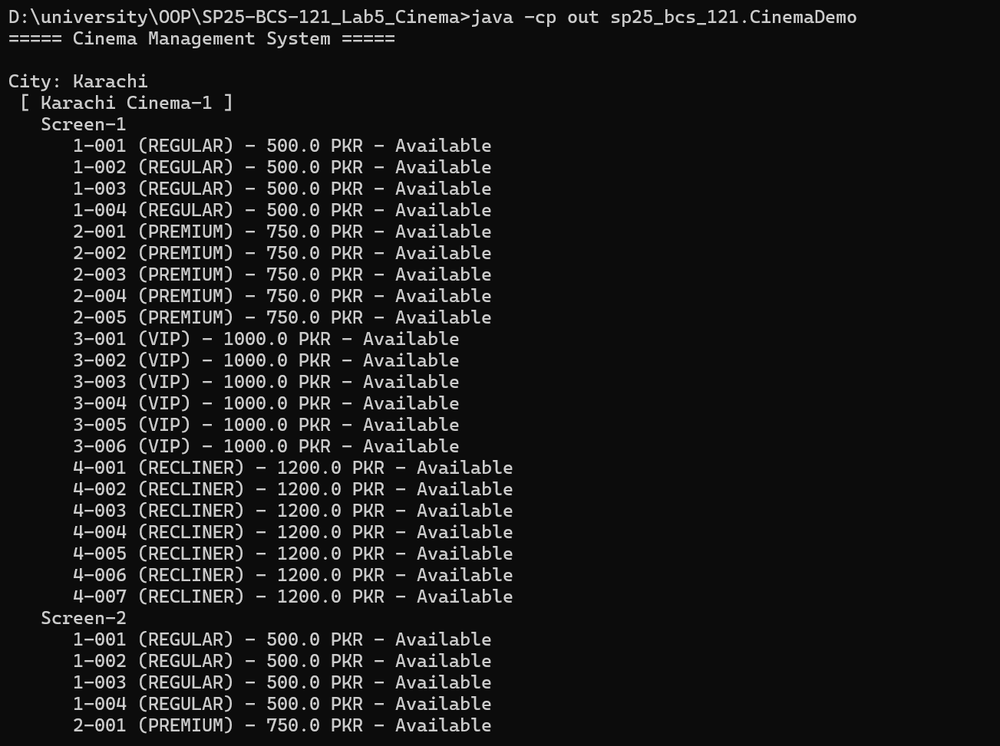 D:\university\OOP\SP25-BCS-121_Lab5_Cinema>java -cp out sp25_bcs_121.CinemaDemo
===== Cinema Management System =====
City: Karachi
[ Karachi Cinema-1 ]
Screen-1
1-001 (REGULAR) - 500.0 PKR - Available
1-002 (REGULAR) - 500.0 PKR - Available
1-003 (REGULAR) - 500.0 PKR - Available
1-004 (REGULAR) - 500.0 PKR - Available
2-001 (PREMIUM) - 750.0 PKR - Available
2-002 (PREMIUM) - 750.0 PKR - Available
2-003 (PREMIUM) - 750.0 PKR - Available
2-004 (PREMIUM) - 750.0 PKR - Available
2-005 (PREMIUM) - 750.0 PKR - Available
3-001 (VIP) - 1000.0 PKR - Available
3-002 (VIP) - 1000.0 PKR - Available
3-003 (VIP) - 1000.0 PKR - Available
3-004 (VIP) - 1000.0 PKR - Available
3-005 (VIP) - 1000.0 PKR - Available
3-006 (VIP) - 1000.0 PKR - Available
4-001 (RECLINER) - 1200.0 PKR - Available
4-002 (RECLINER) - 1200.0 PKR - Available
4-003 (RECLINER) - 1200.0 PKR - Available
4-004 (RECLINER) - 1200.0 PKR - Available
4-005 (RECLINER) - 1200.0 PKR - Available
4-006 (RECLINER) - 1200.0 PKR - Available
4-007 (RECLINER) - 1200.0 PKR - Available
Screen-2
1-001 (REGULAR) - 500.0 PKR - Available
1-002 (REGULAR) - 500.0 PKR - Available
1-003 (REGULAR) - 500.0 PKR - Available
1-004 (REGULAR) - 500.0 PKR - Available
2-001 (PREMIUM) - 750.0 PKR - Available